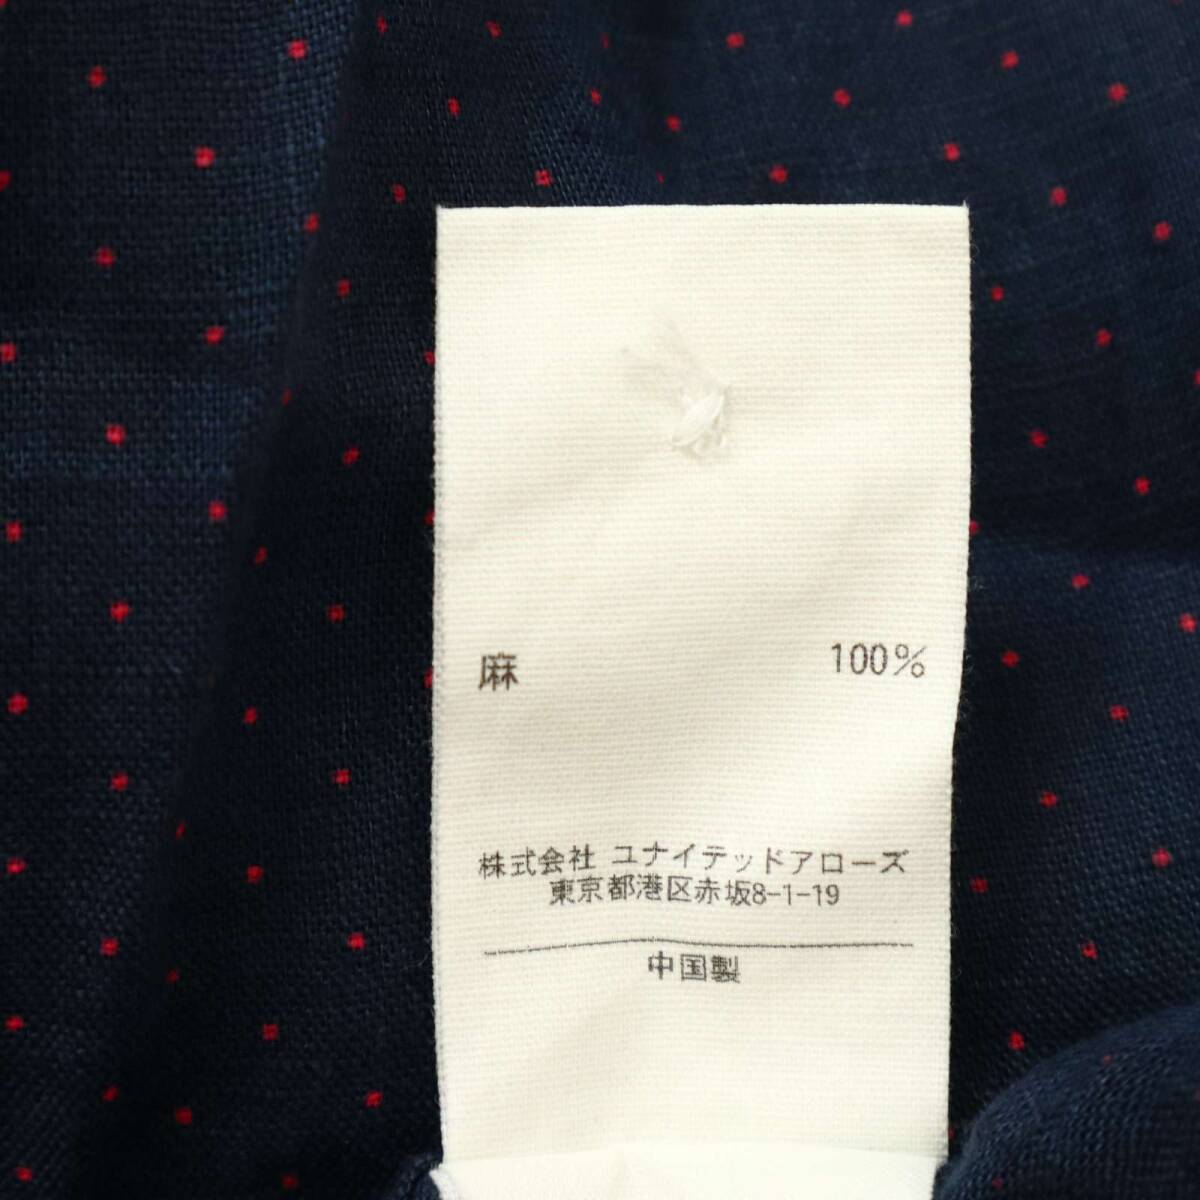 麻 100%
株式会社 ユナイテッドアローズ
東京都港区赤坂8-1-19
中国製